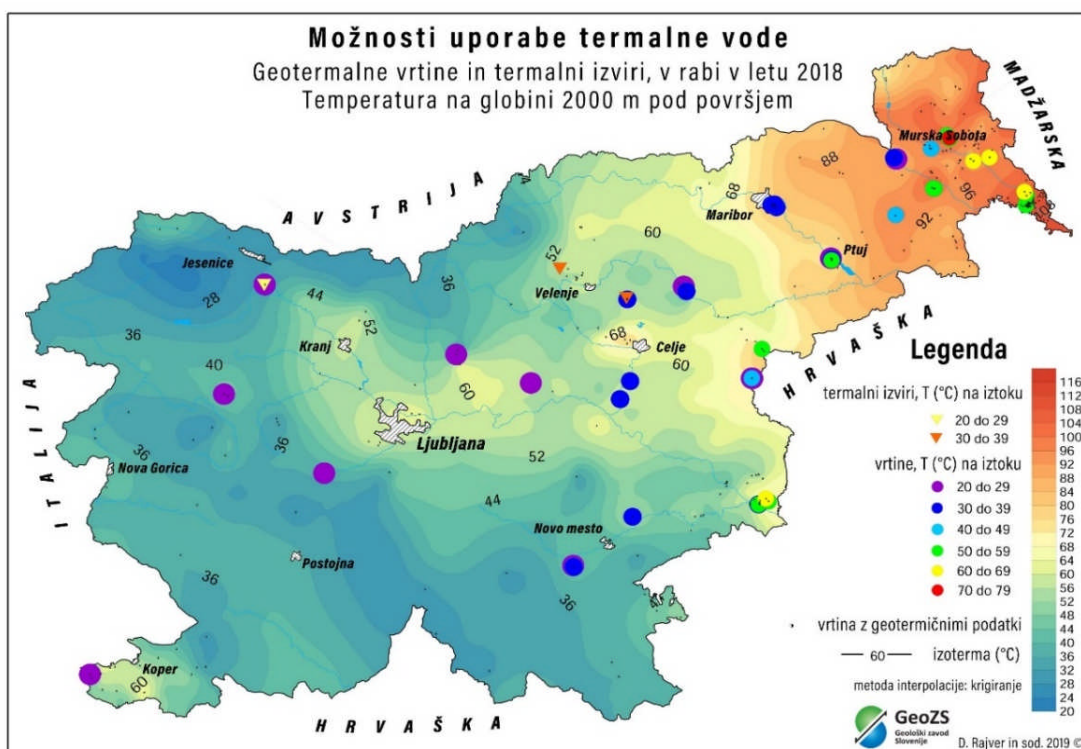 Možnosti uporabe termalne vode
Geotermalne vrtine in termalni izviri, v rabi v letu 2018
Temperatura na globini 2000 m pod površjem
MADŽARSKA
AVSTRIJA
ITALIJA
HRVAŠKA
HRVAŠKA
Murska Sobota
Maribor
Ptuj
Jesenice
Velenje
Kranj
Celje
Ljubljana
Nova Gorica
Novo mesto
Postojna
Koper
88
68
96
92
60
52
36
44
28
52
36
68
40
60
60
36
36
52
44
36
36
60
Legenda
termalni izviri, T (°C) na iztoku
20 do 29
30 do 39
vrtine, T (°C) na iztoku
20 do 29
30 do 39
40 do 49
50 do 59
60 do 69
70 do 79
vrtina z geotermičnimi podatki
60 izoterma (°C)
metoda interpolacije: krigiranje
116
112
108
104
100
96
92
88
84
80
76
72
68
64
60
56
52
48
44
40
36
32
28
24
20
GeoZS
Geološki zavod
Slovenije
D. Rajver in sod. 2019 ©